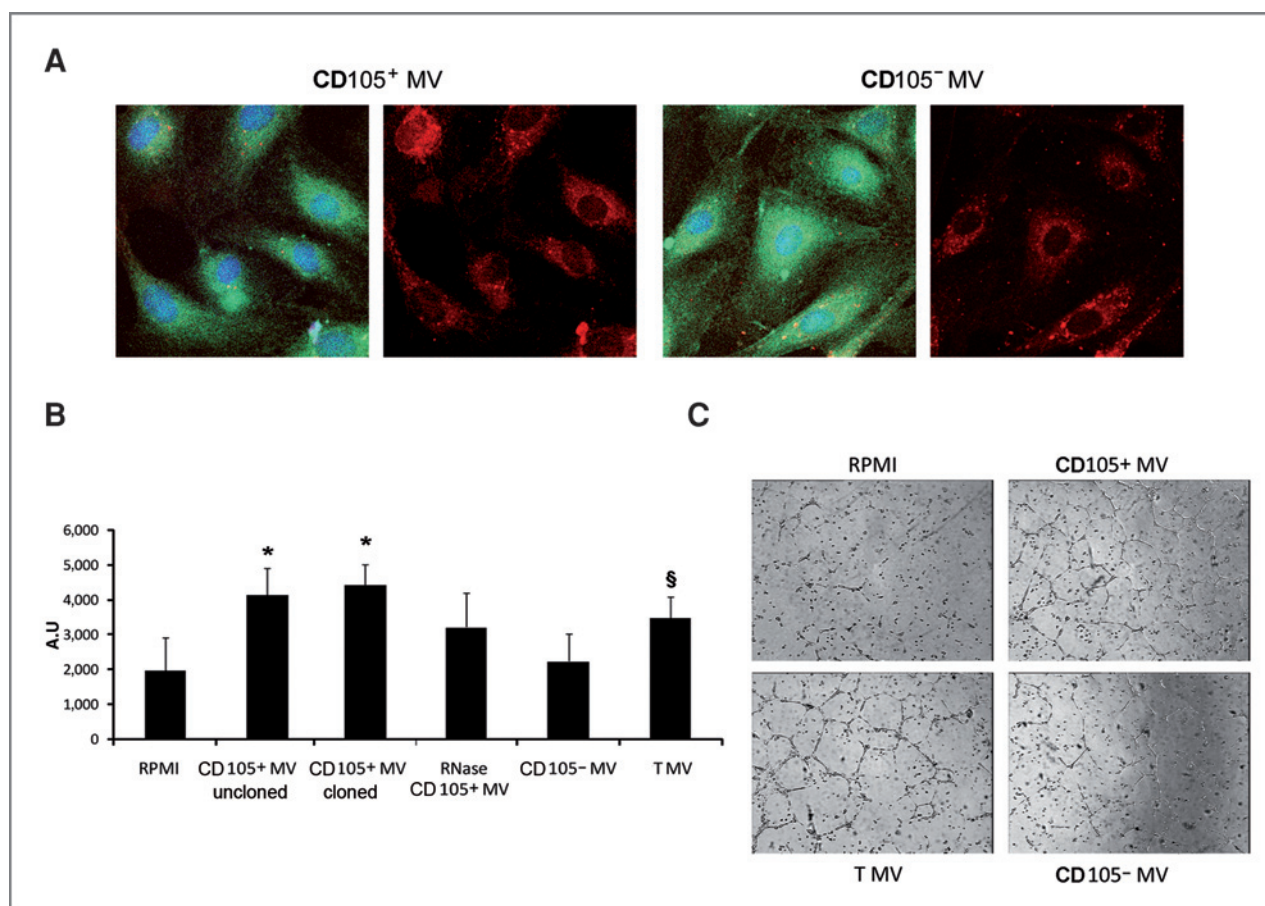 A
CD105⁺ MV
CD105⁻ MV
B
6,000
5,000
4,000
3,000
2,000
1,000
0
A.U
*
*
§
RPMI
CD105+ MV
uncloned
CD105+ MV
cloned
RNase
CD105+ MV
CD105− MV
T MV
C
RPMI
CD105+ MV
T MV
CD105− MV